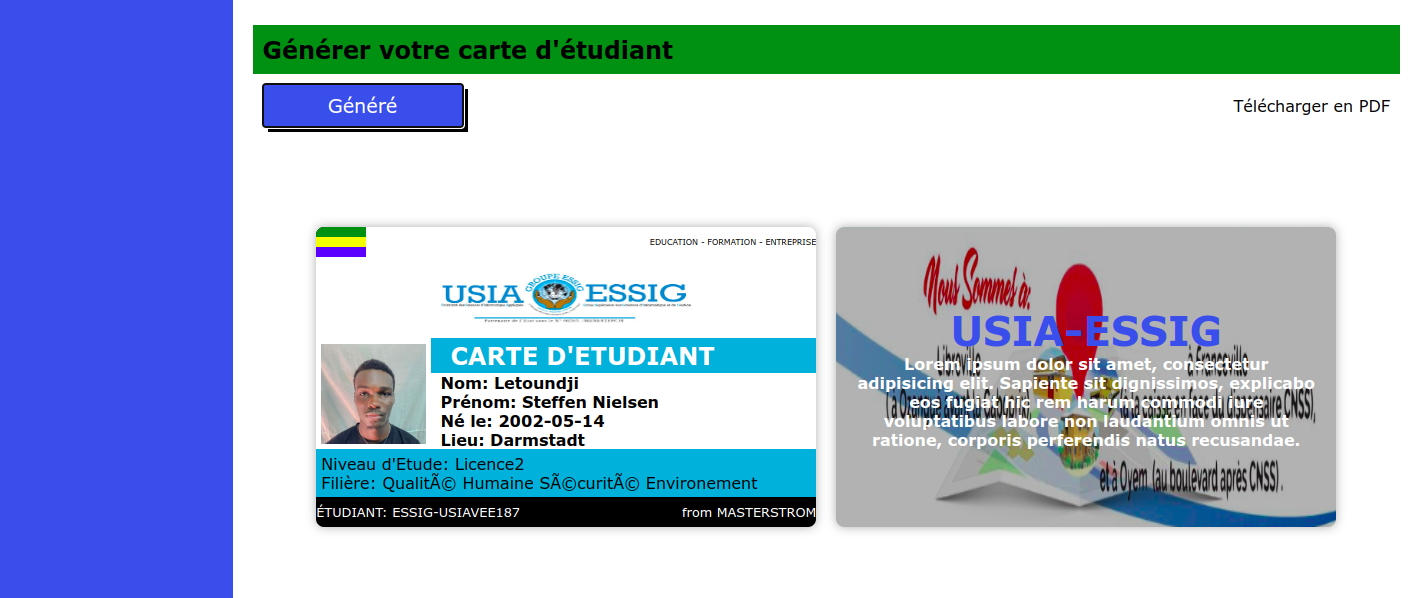 Générer votre carte d'étudiant
Généré
Télécharger en PDF
EDUCATION - FORMATION - ENTREPRISE
GROUPE ESSIG
USIA ESSIG
CARTE D'ETUDIANT
Nom: Letoundji
Prénom: Steffen Nielsen
Né le: 2002-05-14
Lieu: Darmstadt
Niveau d'Etude: Licence2
Filière: QualitÃ© Humaine SÃ©curitÃ© Environement
ÉTUDIANT: ESSIG-USIAVEE187
from MASTERSTROM
Nous Sommes à:
USIA-ESSIG
Lorem ipsum dolor sit amet, consectetur
adipisicing elit. Sapiente sit dignissimos, explicabo
eos fugiat hic rem harum commodi iure
voluptatibus labore non laudantium omnis ut
ratione, corporis perferendis natus recusandae.
à Franceville
CNSS),
et à Oyem (au boulevard après CNSS).